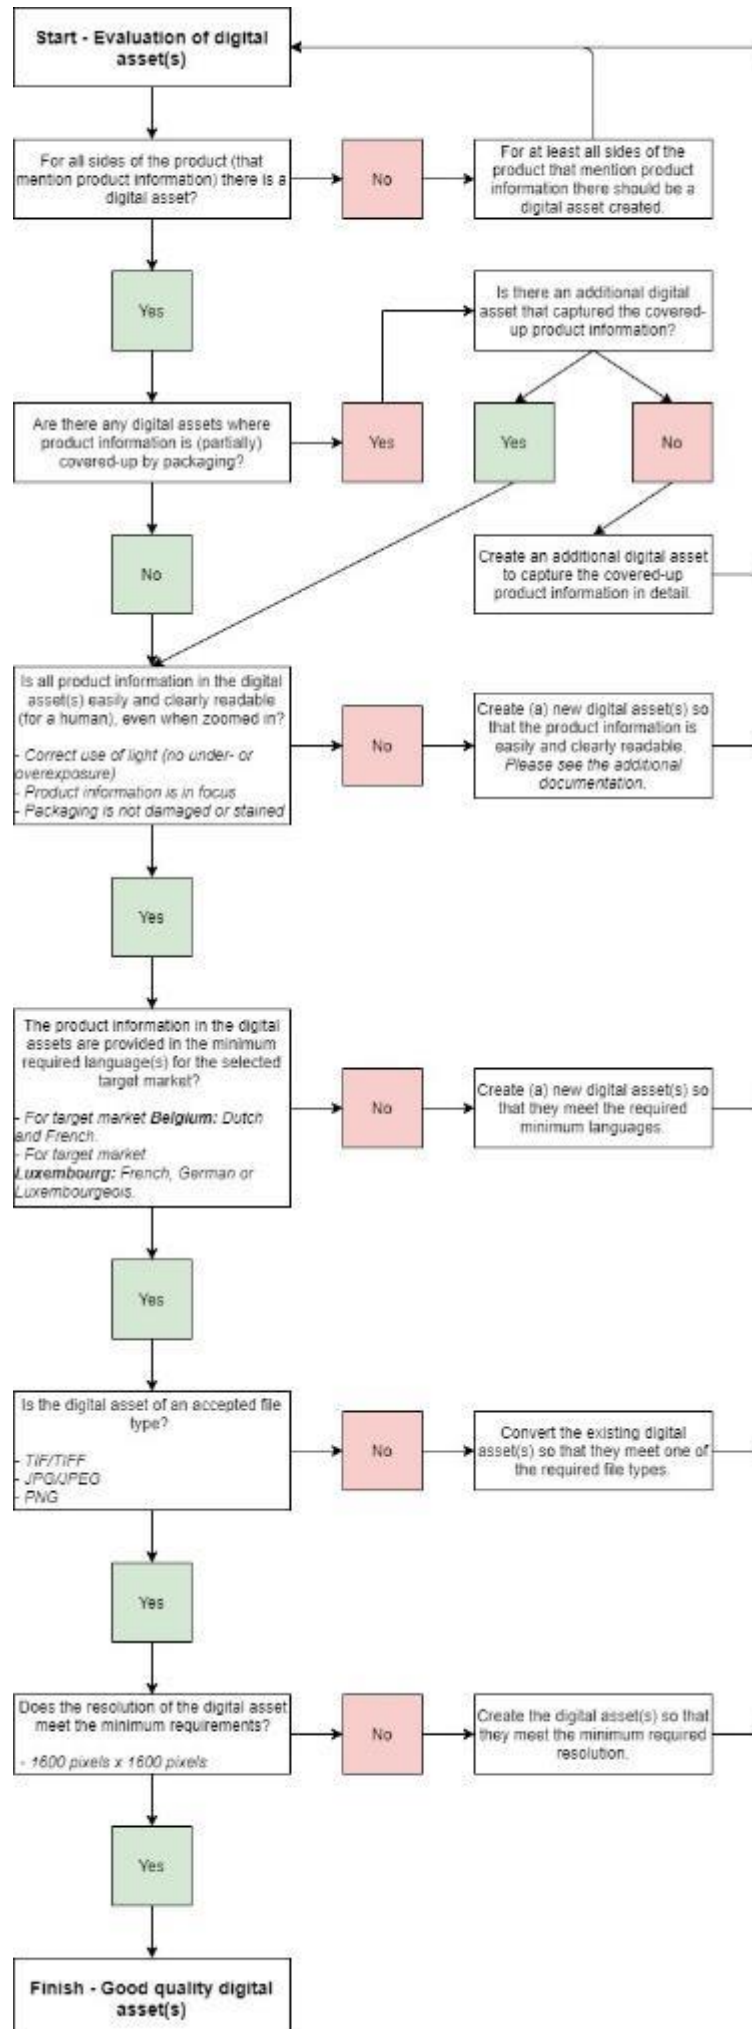 Start - Evaluation of digital
asset(s)
For all sides of the product (that
mention product information) there is a
digital asset?
No
For at least all sides of the
product that mention product
information there should be a
digital asset created.
Yes
Is there an additional digital
asset that captured the covered-
up product information?
Are there any digital assets where
product information is (partially)
covered-up by packaging?
Yes
Yes
No
No
Create an additional digital asset
to capture the covered-up
product information in detail.
Is all product information in the digital
asset(s) easily and clearly readable
(for a human), even when zoomed in?
- Correct use of light (no under- or
overexposure)
- Product information is in focus
- Packaging is not damaged or stained
No
Create (a) new digital asset(s) so
that the product information is
easily and clearly readable.
Please see the additional
documentation.
Yes
The product information in the digital
assets are provided in the minimum
required language(s) for the selected
target market?
- For target market Belgium: Dutch
and French.
- For target market
Luxembourg: French, German or
Luxembourgeois.
No
Create (a) new digital asset(s) so
that they meet the required
minimum languages.
Yes
Is the digital asset of an accepted file
type?
- TIF/TIFF
- JPG/JPEG
- PNG
No
Convert the existing digital
asset(s) so that they meet one of
the required file types.
Yes
Does the resolution of the digital asset
meet the minimum requirements?
- 1600 pixels x 1600 pixels
No
Create the digital asset(s) so that
they meet the minimum required
resolution.
Yes
Finish - Good quality digital
asset(s)